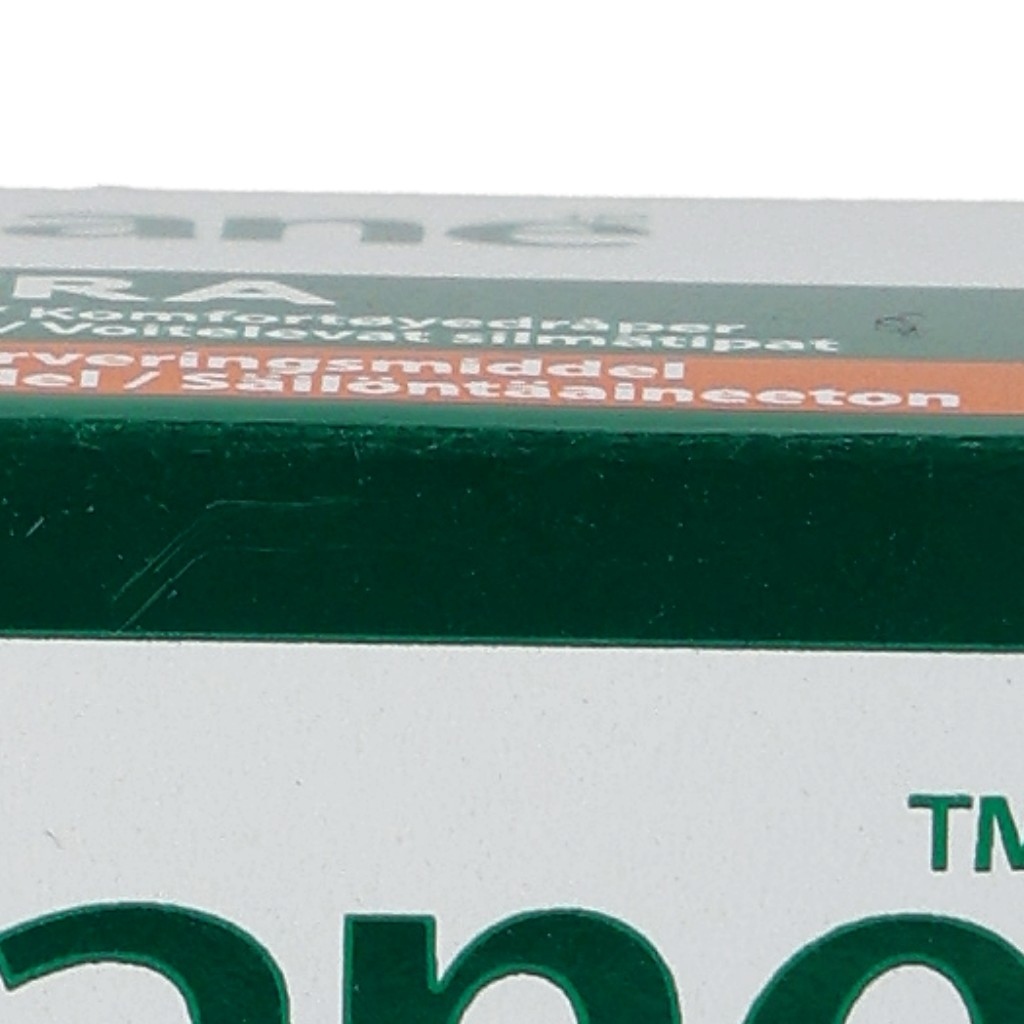 ane
RA
/ Komfortøyedråper
/ Voitelevat silmätipat
rveringsmiddel
del / Säilöntäaineeton
TM
ane